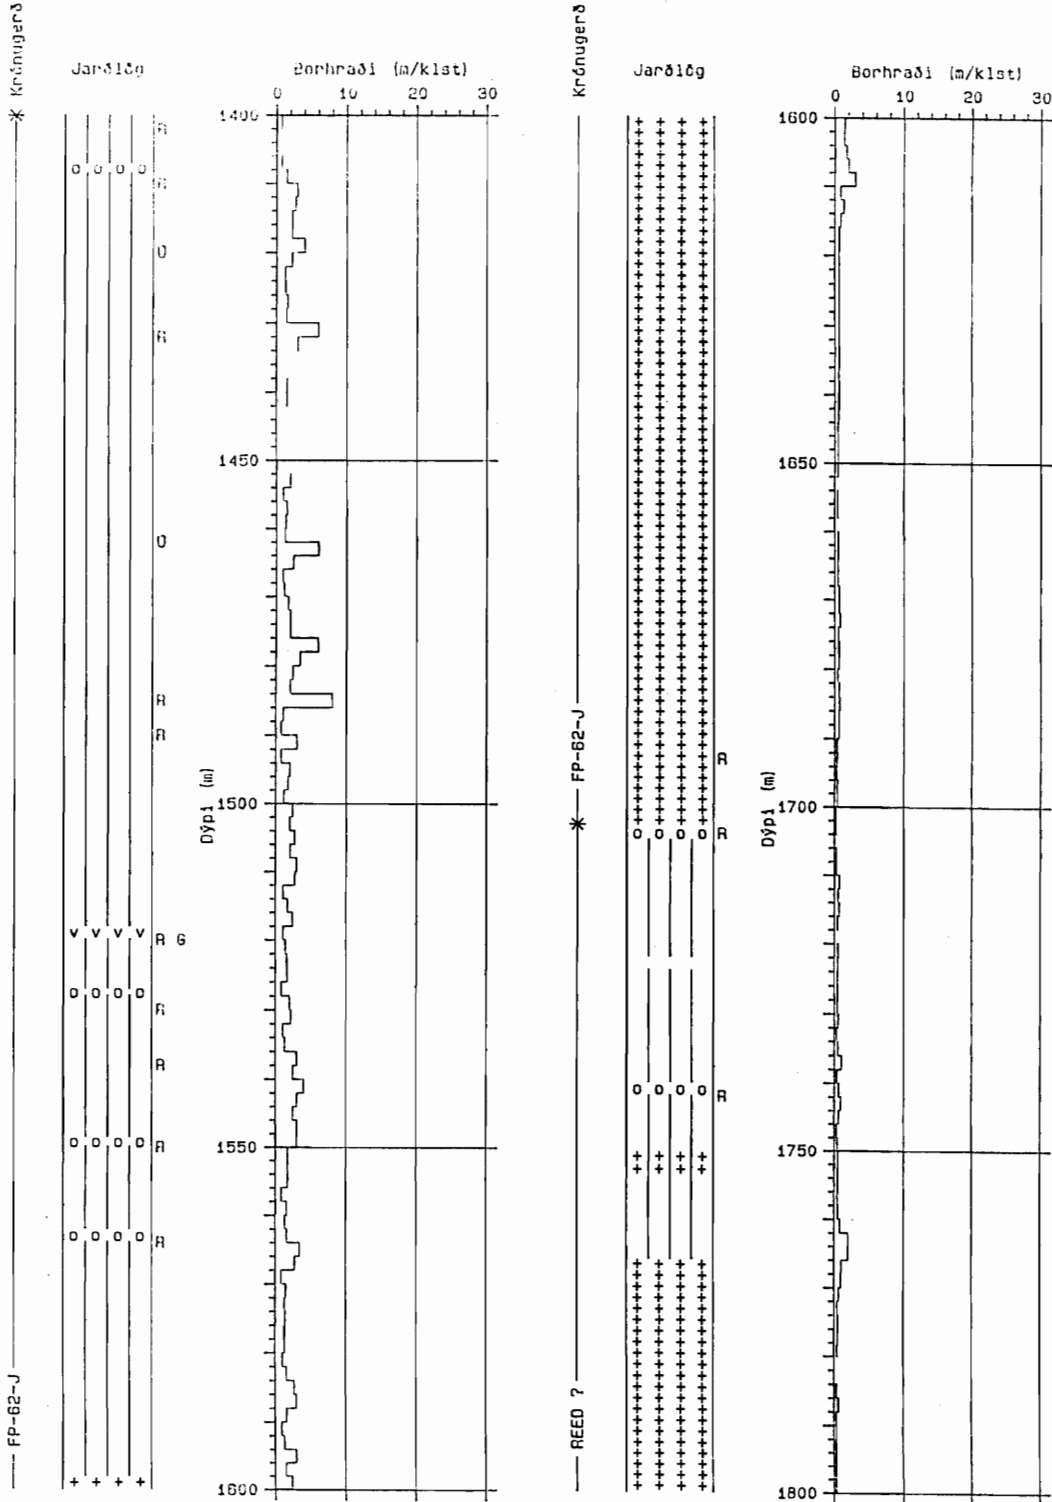 Krónugerð
Jarðlög
Borhraði (m/klst)
0 10 20 30
1400
R
o o o o
R
O
R
1450
O
R
R
Dýpi (m)
1500
v v v v
R G
o o o o
R
R
1550
o o o o
R
o o o o
R
FP-62-J
+ + + +
1600
Krónugerð
Jarðlög
Borhraði (m/klst)
0 10 20 30
1600
1650
FP-62-J
R
Dýpi (m)
1700
o o o o
R
o o o o
R
1750
REED ?
1800